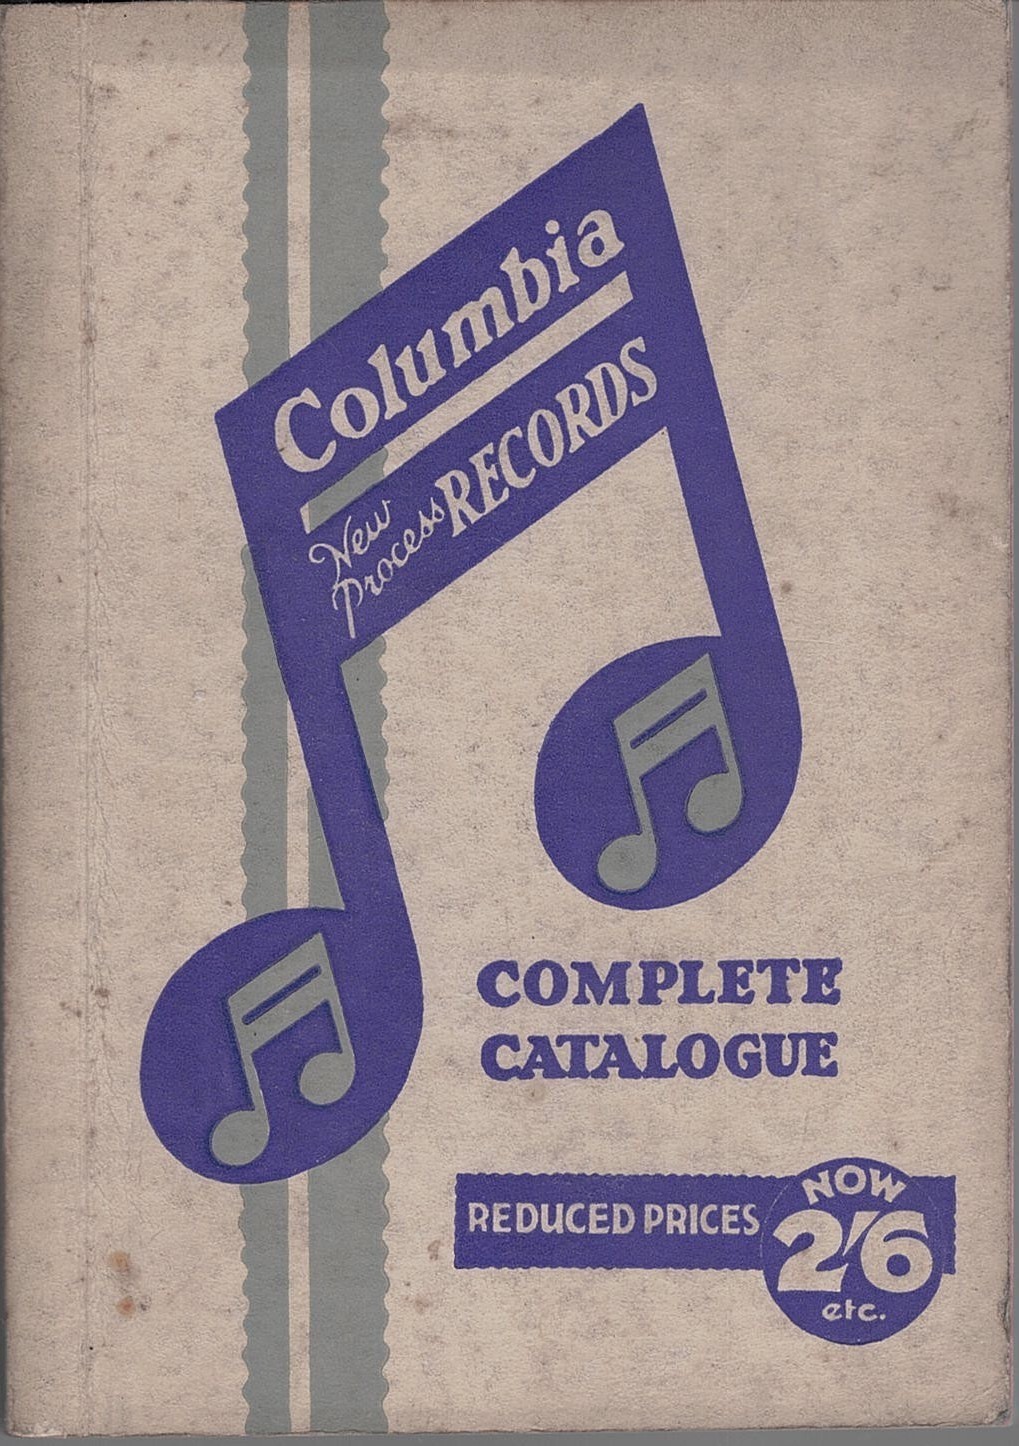 Columbia
New
Process RECORDS
COMPLETE
CATALOGUE
REDUCED PRICES
NOW
2/6
etc.